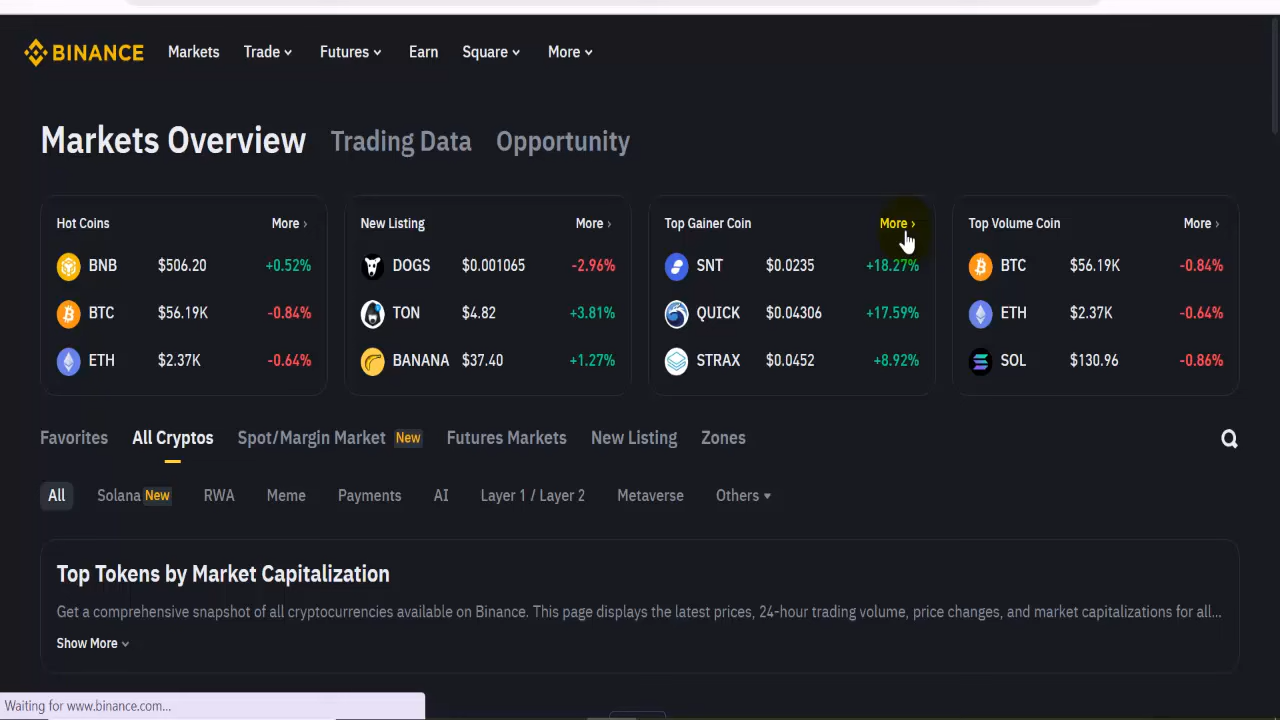 BINANCE Markets Trade Futures Earn Square More
Markets Overview Trading Data Opportunity
Hot Coins More ›
BNB $506.20 +0.52%
BTC $56.19K -0.84%
ETH $2.37K -0.64%
New Listing More ›
DOGS $0.001065 -2.96%
TON $4.82 +3.81%
BANANA $37.40 +1.27%
Top Gainer Coin More ›
SNT $0.0235 +18.27%
QUICK $0.04306 +17.59%
STRAX $0.0452 +8.92%
Top Volume Coin More ›
BTC $56.19K -0.84%
ETH $2.37K -0.64%
SOL $130.96 -0.86%
Favorites All Cryptos Spot/Margin Market New Futures Markets New Listing Zones
All Solana New RWA Meme Payments AI Layer 1 / Layer 2 Metaverse Others
Top Tokens by Market Capitalization
Get a comprehensive snapshot of all cryptocurrencies available on Binance. This page displays the latest prices, 24-hour trading volume, price changes, and market capitalizations for all...
Show More
Waiting for www.binance.com...